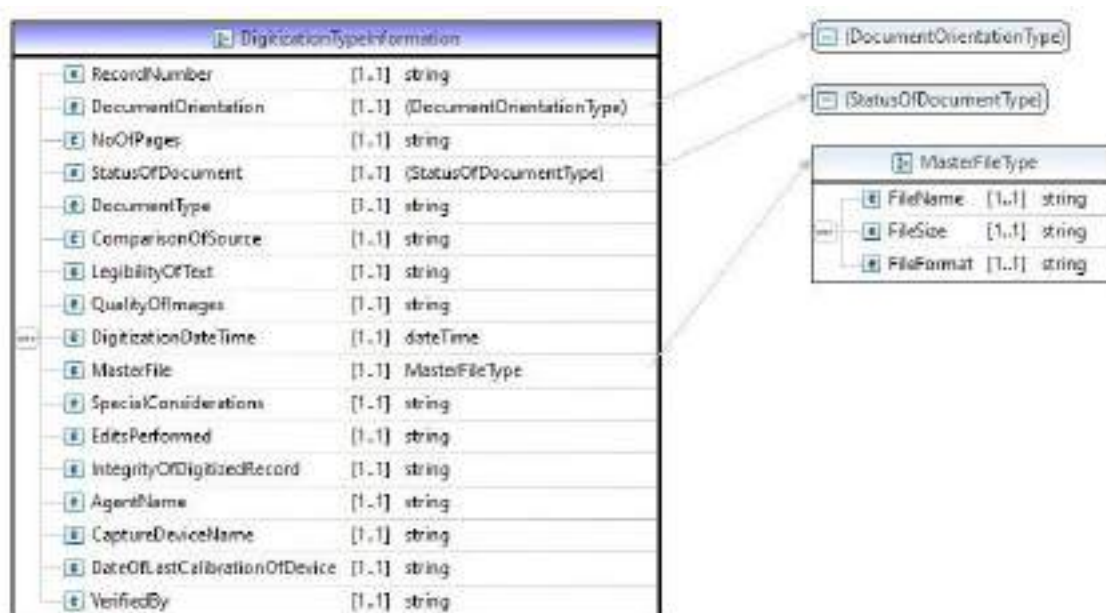 DigitizationTypeInformation
RecordNumber [1..1] string
DocumentOrientation [1..1] (DocumentOrientationType)
NoOfPages [1..1] string
StatusOfDocument [1..1] (StatusOfDocumentType)
DocumentType [1..1] string
ComparisonOfSource [1..1] string
LegibilityOfText [1..1] string
QualityOfImages [1..1] string
DigitizationDateTime [1..1] dateTime
MasterFile [1..1] MasterFileType
SpecialConsiderations [1..1] string
EditsPerformed [1..1] string
IntegrityOfDigitizedRecord [1..1] string
AgentName [1..1] string
CaptureDeviceName [1..1] string
DateOfLastCalibrationOfDevice [1..1] string
VerifiedBy [1..1] string
(DocumentOrientationType)
(StatusOfDocumentType)
MasterFileType
FileName [1..1] string
FileSize [1..1] string
FileFormat [1..1] string